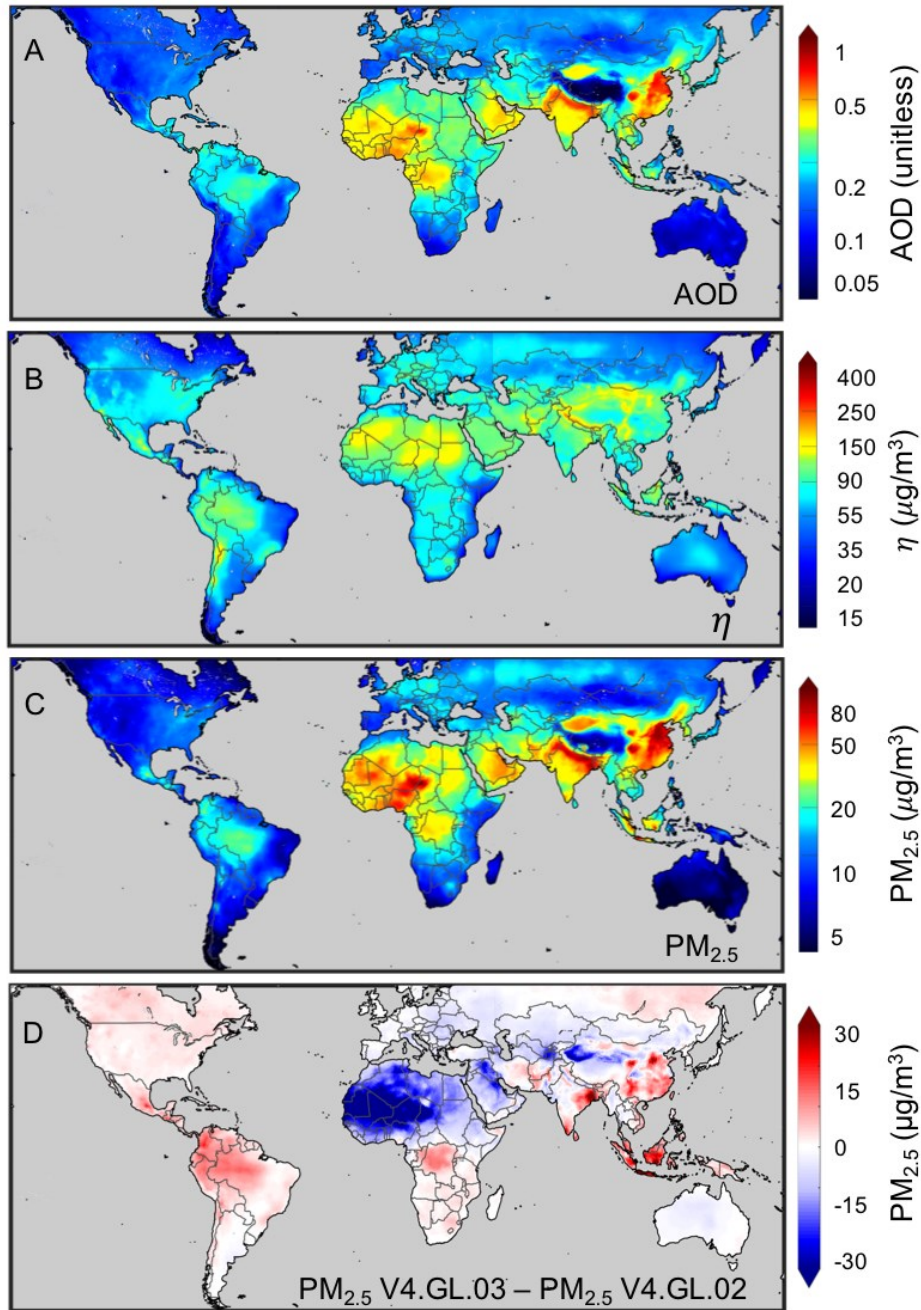 A
AOD
1
0.5
0.2
0.1
0.05
AOD (unitless)
B
η
400
250
150
90
55
35
20
15
η (μg/m³)
C
PM₂.₅
80
50
20
10
5
PM₂.₅ (μg/m³)
D
PM₂.₅ V4.GL.03 – PM₂.₅ V4.GL.02
30
15
0
-15
-30
PM₂.₅ (μg/m³)